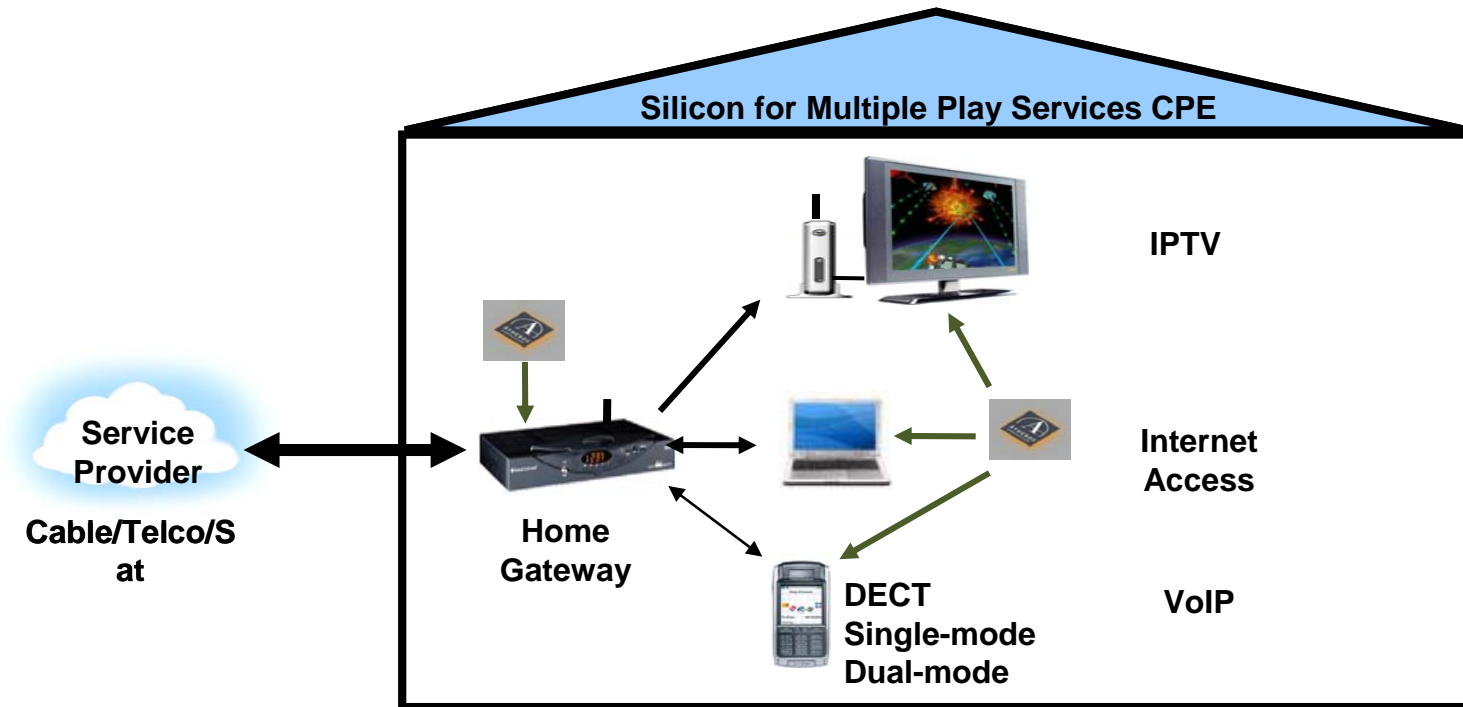 Silicon for Multiple Play Services CPE
IPTV
Service
Provider
Cable/Telco/S
at
Home
Gateway
Internet
Access
DECT
Single-mode
Dual-mode
VoIP